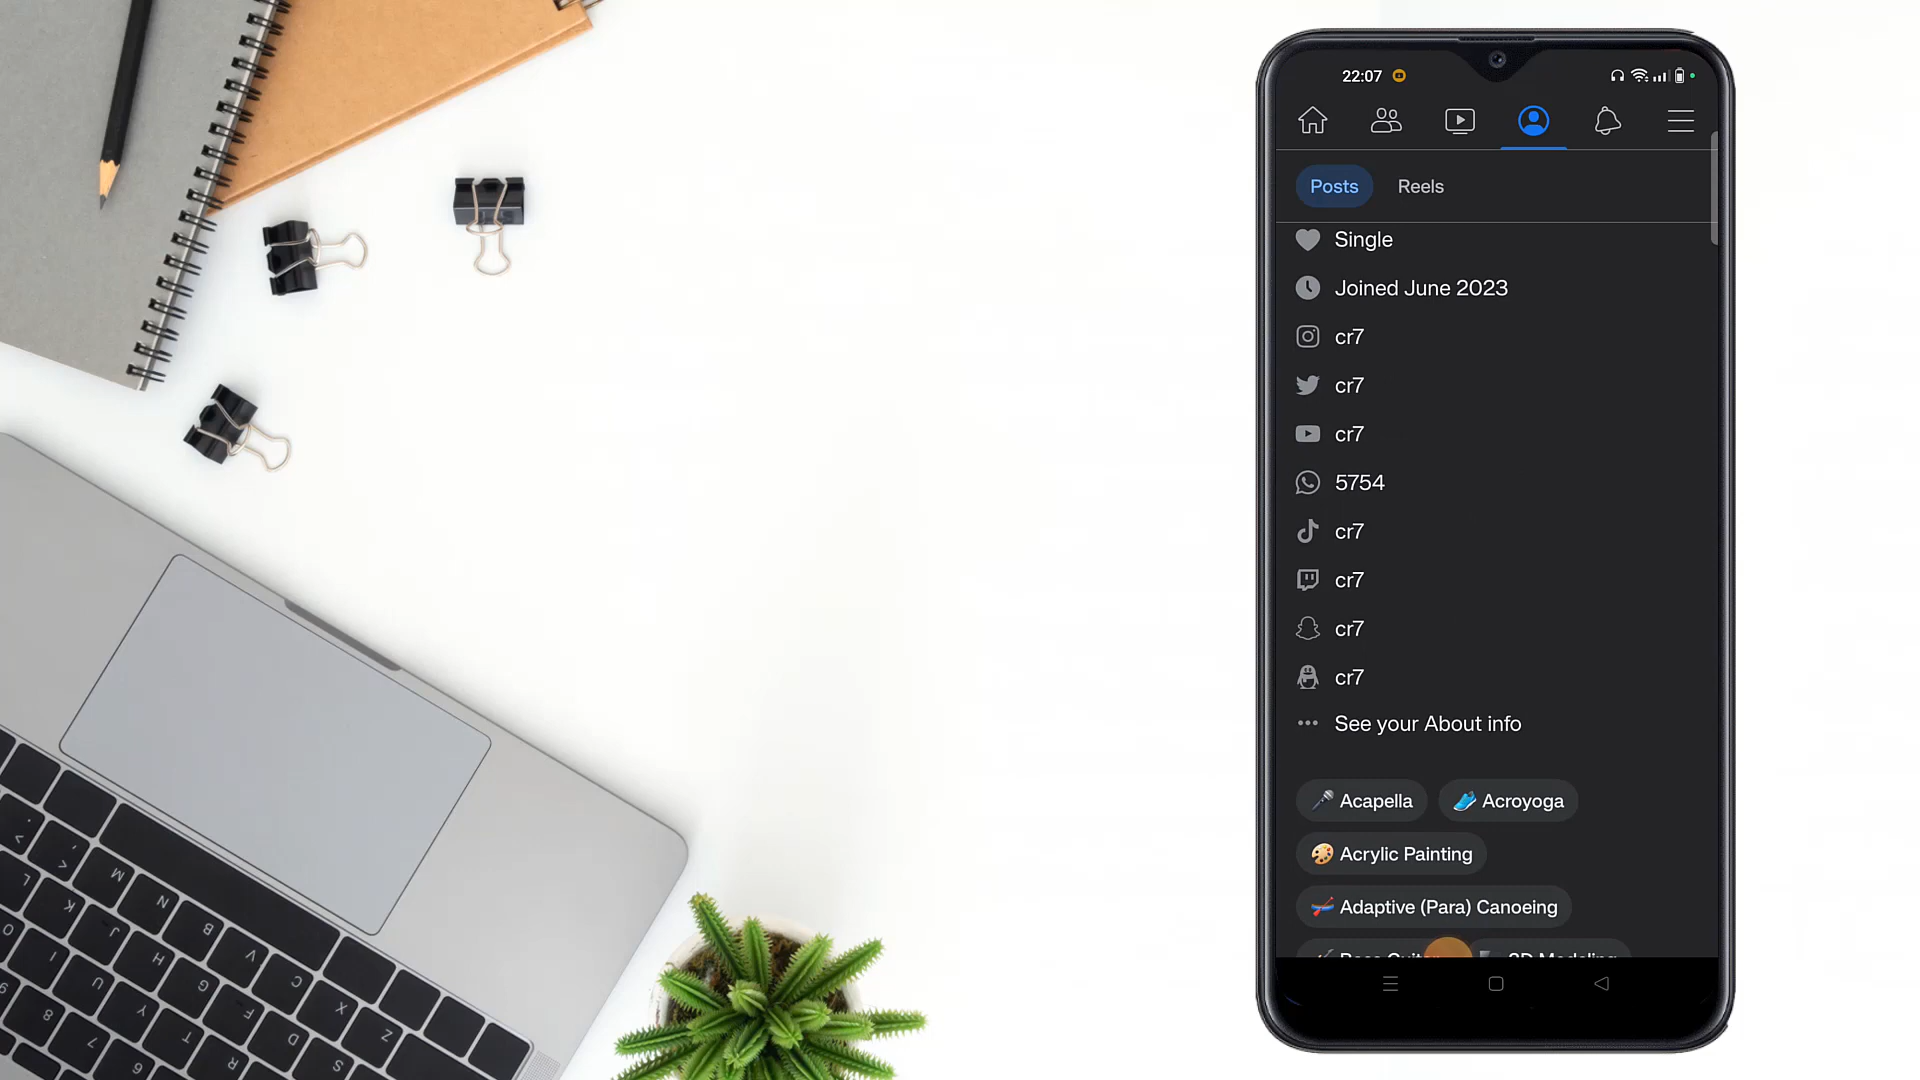 22:07
Posts Reels
Single
Joined June 2023
cr7
cr7
cr7
5754
cr7
cr7
cr7
cr7
See your About info
Acapella Acroyoga
Acrylic Painting
Adaptive (Para) Canoeing